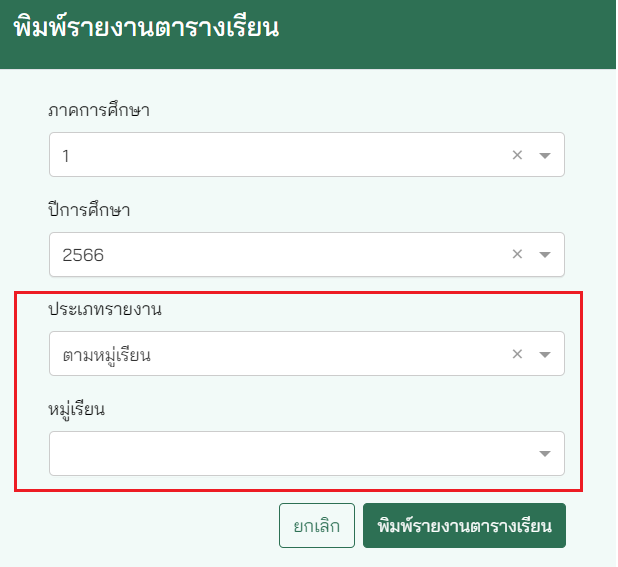 พิมพ์รายงานตารางเรียน
ภาคการศึกษา
1
ปีการศึกษา
2566
ประเภทรายงาน
ตามหมู่เรียน
หมู่เรียน
ยกเลิก พิมพ์รายงานตารางเรียน